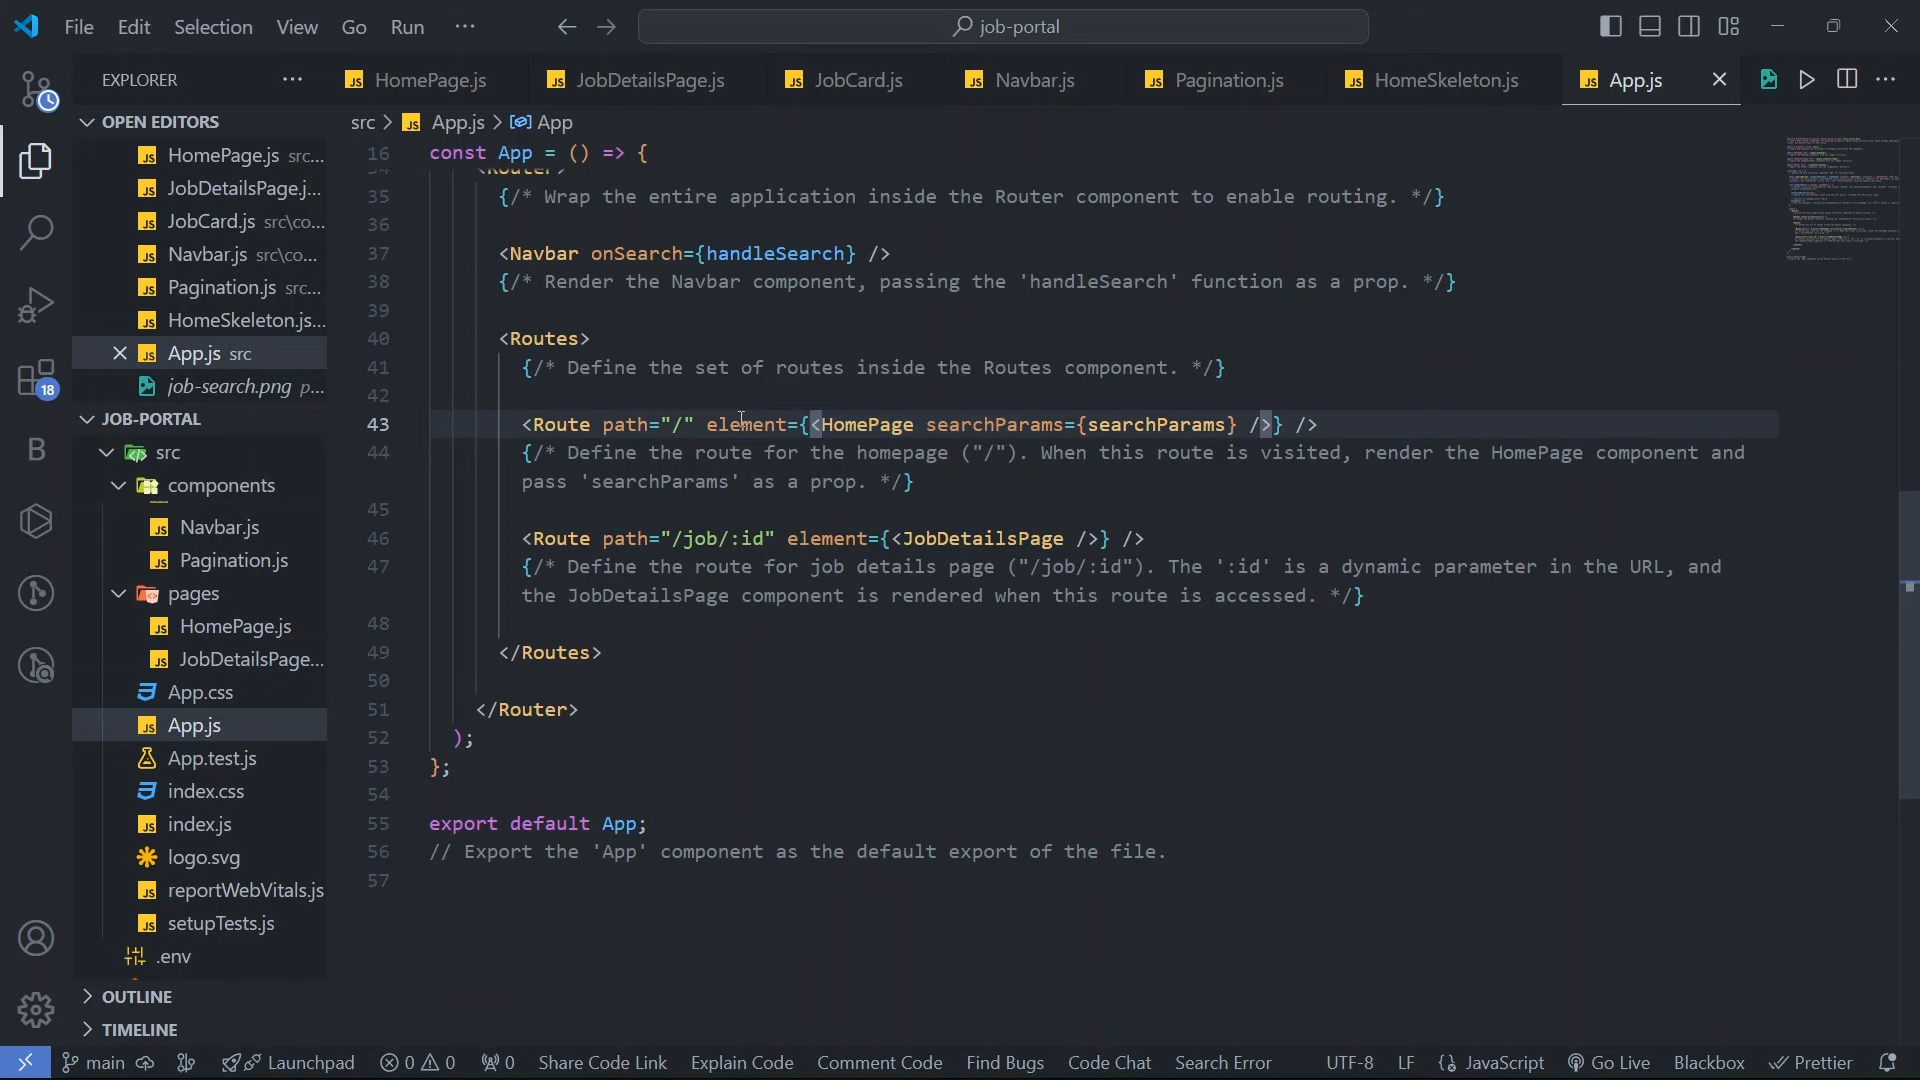 File Edit Selection View Go Run ···
job-portal
EXPLORER ···
HomePage.js JobDetailsPage.js JobCard.js Navbar.js Pagination.js HomeSkeleton.js App.js
OPEN EDITORS
HomePage.js src...
JobDetailsPage.j...
JobCard.js src\co...
Navbar.js src\co...
Pagination.js src...
HomeSkeleton.js...
App.js src
job-search.png p...
JOB-PORTAL
src
components
Navbar.js
Pagination.js
pages
HomePage.js
JobDetailsPage...
App.css
App.js
App.test.js
index.css
index.js
logo.svg
reportWebVitals.js
setupTests.js
.env
OUTLINE
TIMELINE
18
B
src > App.js > App
16 const App = () => {
35 {/* Wrap the entire application inside the Router component to enable routing. */}
36
37 <Navbar onSearch={handleSearch} />
38 {/* Render the Navbar component, passing the 'handleSearch' function as a prop. */}
39
40 <Routes>
41 {/* Define the set of routes inside the Routes component. */}
42
43 <Route path="/" element={<HomePage searchParams={searchParams} />} />
44 {/* Define the route for the homepage ("/"). When this route is visited, render the HomePage component and
pass 'searchParams' as a prop. */}
45
46 <Route path="/job/:id" element={<JobDetailsPage />} />
47 {/* Define the route for job details page ("/job/:id"). The ':id' is a dynamic parameter in the URL, and
the JobDetailsPage component is rendered when this route is accessed. */}
48
49 </Routes>
50
51 </Router>
52 );
53 };
54
55 export default App;
56 // Export the 'App' component as the default export of the file.
57
main Launchpad 0 0 0 Share Code Link Explain Code Comment Code Find Bugs Code Chat Search Error UTF-8 LF JavaScript Go Live Blackbox Prettier